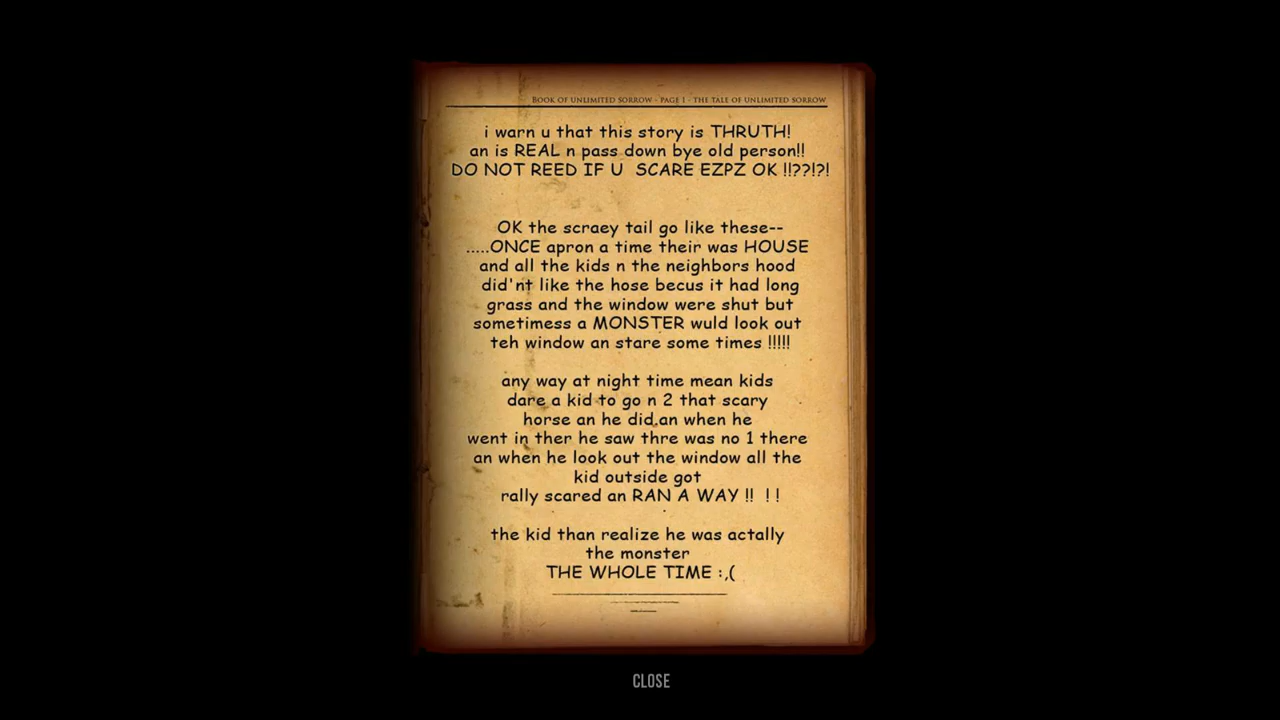 BOOK OF UNLIMITED SORROW - PAGE 1 - THE TALE OF UNLIMITED SORROW
i warn u that this story is THRUTH!
an is REAL n pass down bye old person!!
DO NOT REED IF U SCARE EZPZ OK !!??!?!
OK the scraey tail go like these--
.....ONCE apron a time their was HOUSE
and all the kids n the neighbors hood
did'nt like the hose becus it had long
grass and the window were shut but
sometimess a MONSTER wuld look out
teh window an stare some times !!!!!
any way at night time mean kids
dare a kid to go n 2 that scary
horse an he did,an when he
went in ther he saw thre was no 1 there
an when he look out the window all the
kid outside got
rally scared an RAN A WAY !! ! !
the kid than realize he was actally
the monster
THE WHOLE TIME :,(
CLOSE